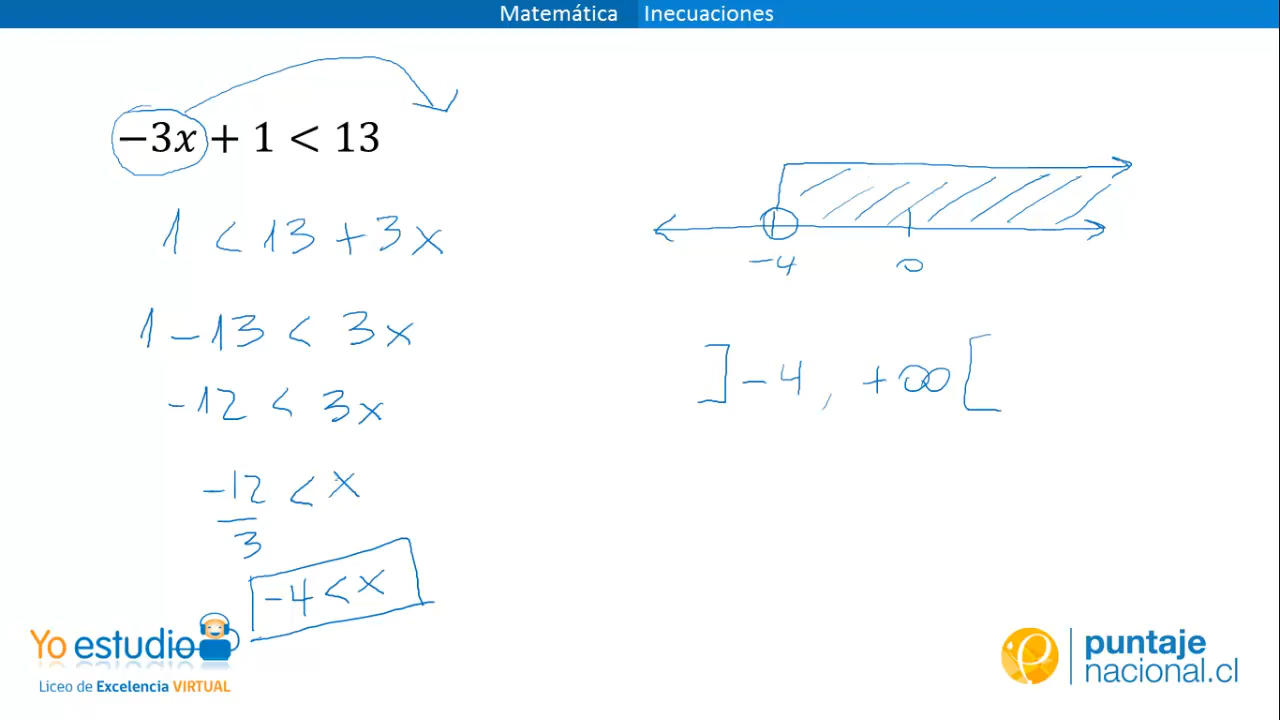 Matemática Inecuaciones
−3x + 1 < 13
1 < 13 + 3x
1 − 13 < 3x
-12 < 3x
-12/3 < x
-4 < x
-4 0
]-4, +∞[
Yo estudio
Liceo de Excelencia VIRTUAL
puntaje
nacional.cl